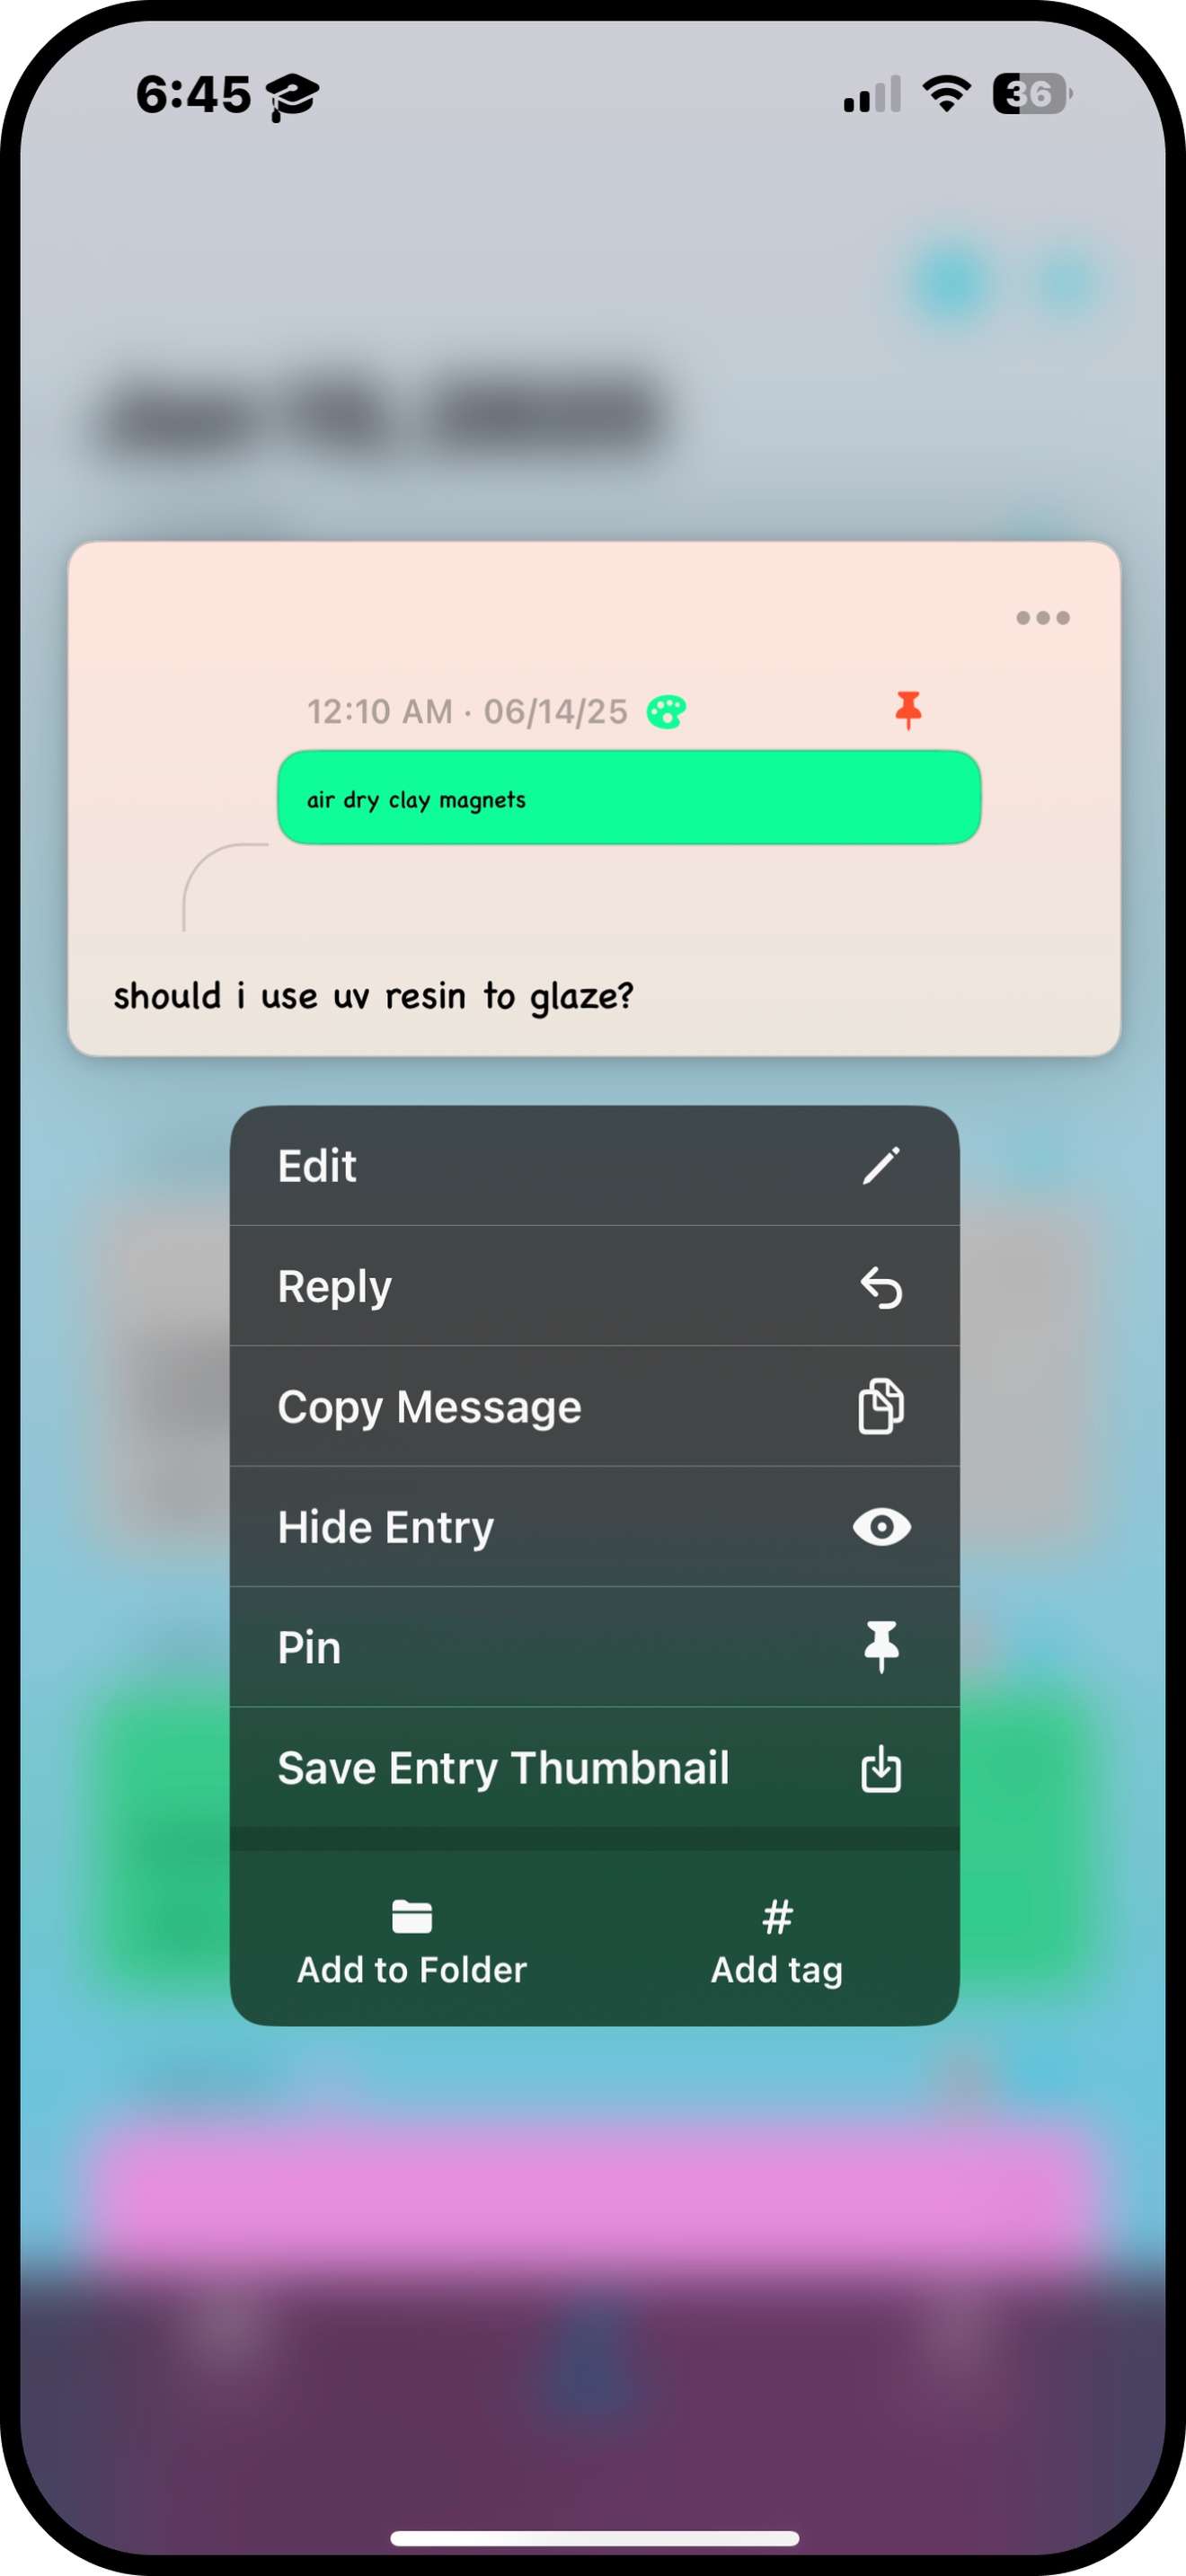 6:45
36
12:10 AM · 06/14/25
air dry clay magnets
should i use uv resin to glaze?
Edit
Reply
Copy Message
Hide Entry
Pin
Save Entry Thumbnail
Add to Folder
#
Add tag